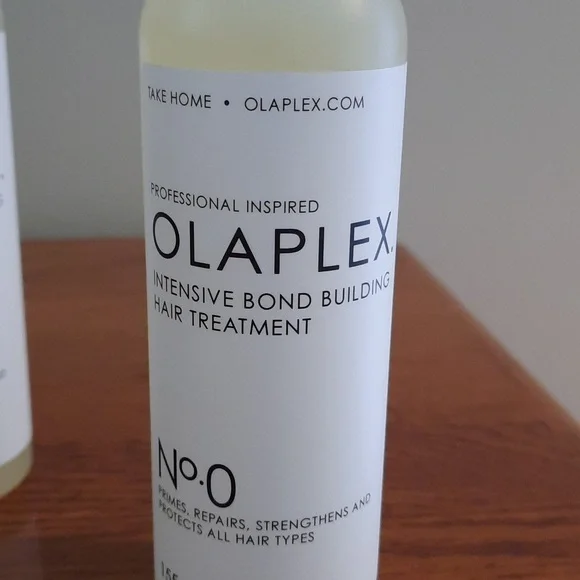 TAKE HOME • OLAPLEX.COM
PROFESSIONAL INSPIRED
OLAPLEX.
INTENSIVE BOND BUILDING
HAIR TREATMENT
Nº.0
PRIMES, REPAIRS, STRENGTHENS AND
PROTECTS ALL HAIR TYPES
155